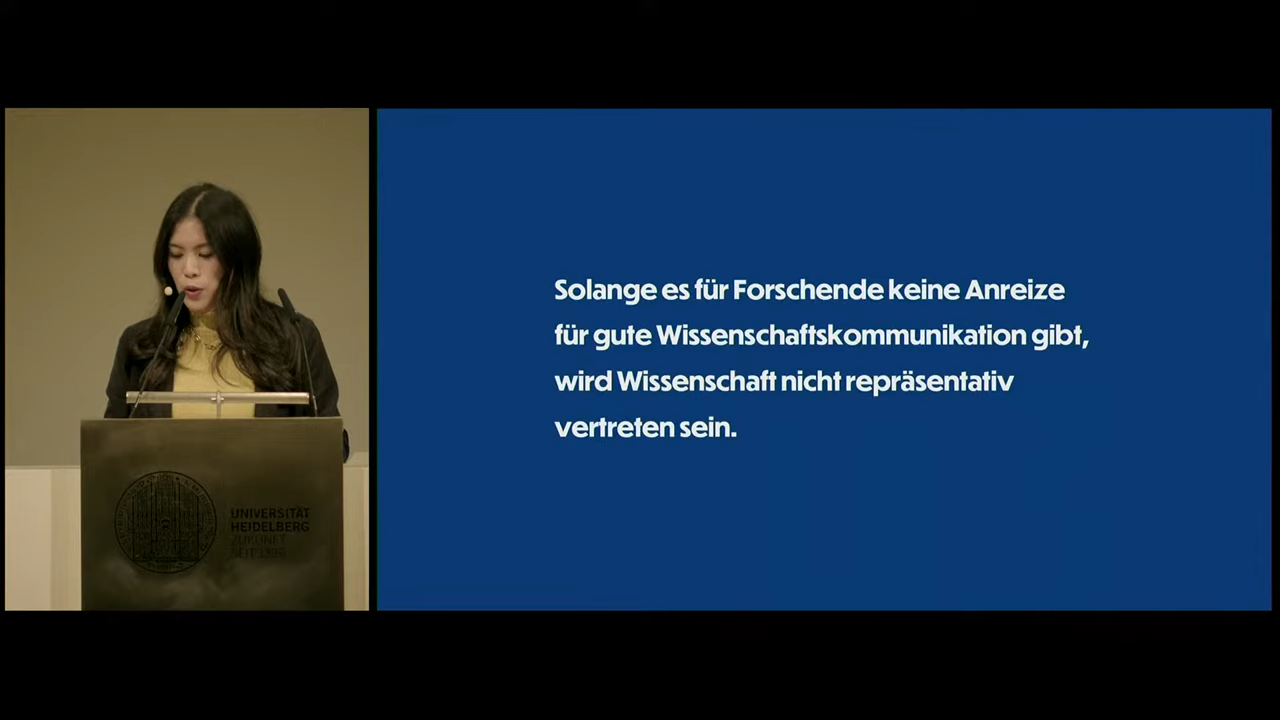 Solange es für Forschende keine Anreize
für gute Wissenschaftskommunikation gibt,
wird Wissenschaft nicht repräsentativ
vertreten sein.
UNIVERSITÄT
HEIDELBERG
ZUKUNFT
SEIT 1386